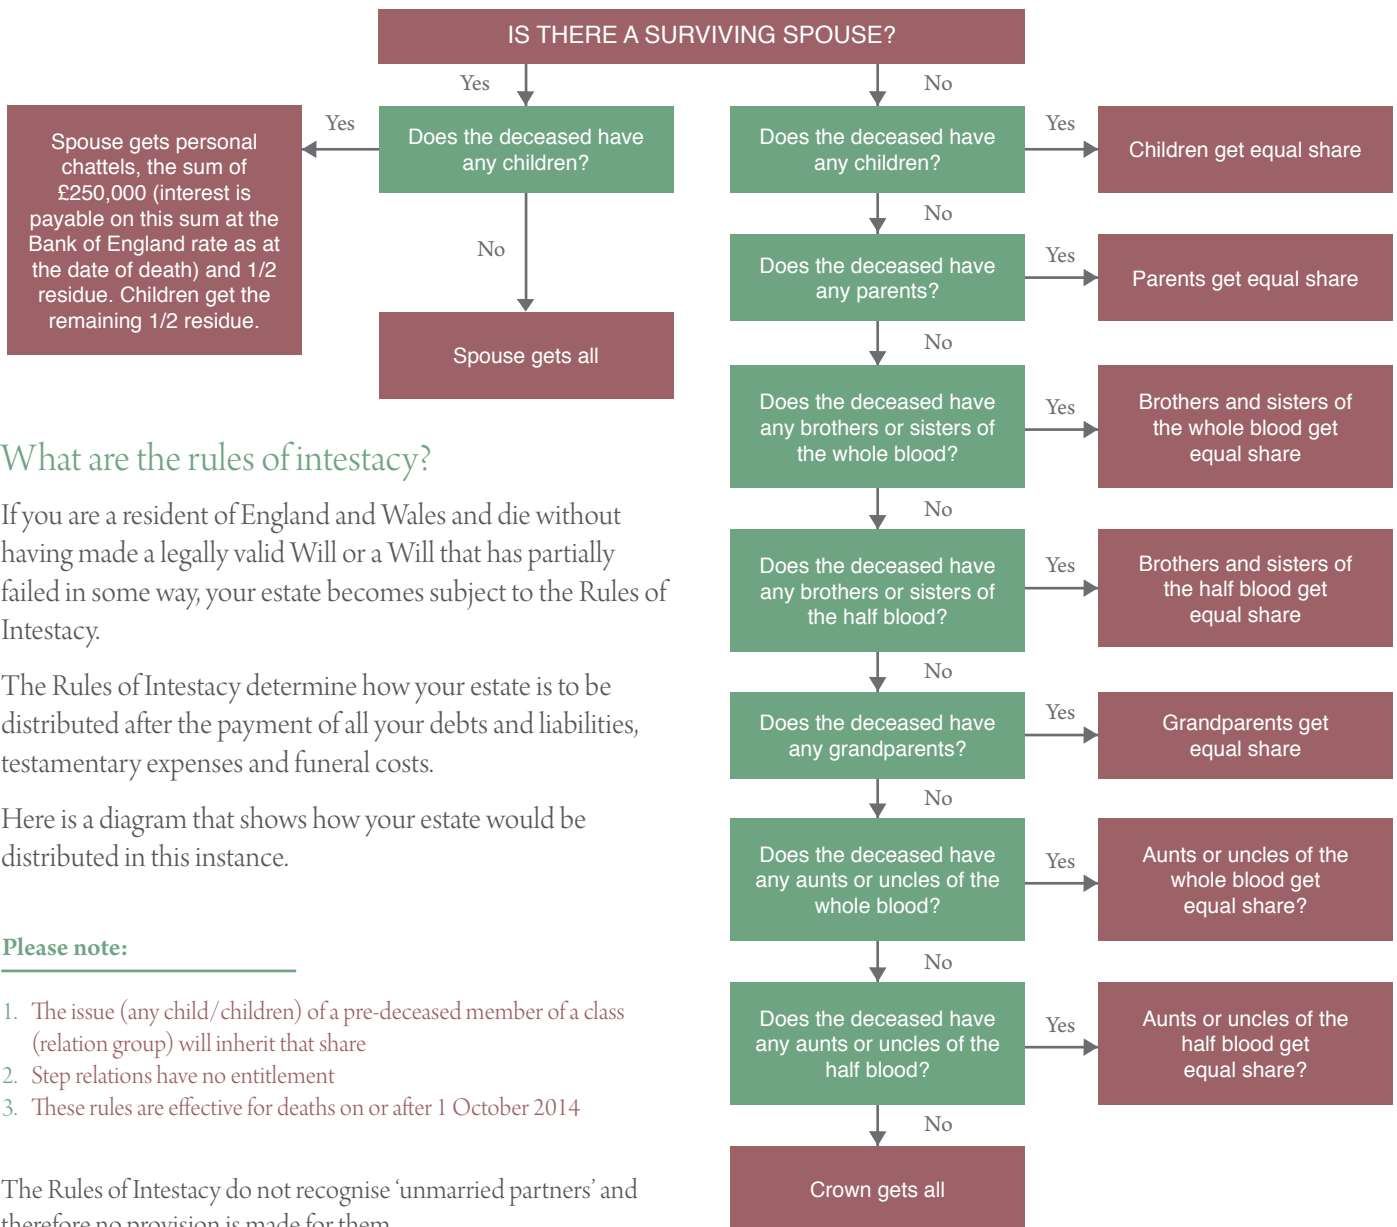 IS THERE A SURVIVING SPOUSE?
Yes
No
Yes
Does the deceased have
any children?
Spouse gets personal
chattels, the sum of
£250,000 (interest is
payable on this sum at the
Bank of England rate as at
the date of death) and 1/2
residue. Children get the
remaining 1/2 residue.
No
Spouse gets all
Does the deceased have
any children?
Yes
Children get equal share
No
Does the deceased have
any parents?
Yes
Parents get equal share
No
Does the deceased have
any brothers or sisters of
the whole blood?
Yes
Brothers and sisters of
the whole blood get
equal share
No
Does the deceased have
any brothers or sisters of
the half blood?
Yes
Brothers and sisters of
the half blood get
equal share
No
Does the deceased have
any grandparents?
Yes
Grandparents get
equal share
No
Does the deceased have
any aunts or uncles of the
whole blood?
Yes
Aunts or uncles of the
whole blood get
equal share?
No
Does the deceased have
any aunts or uncles of the
half blood?
Yes
Aunts or uncles of the
half blood get
equal share?
No
Crown gets all
What are the rules of intestacy?
If you are a resident of England and Wales and die without
having made a legally valid Will or a Will that has partially
failed in some way, your estate becomes subject to the Rules of
Intestacy.
The Rules of Intestacy determine how your estate is to be
distributed after the payment of all your debts and liabilities,
testamentary expenses and funeral costs.
Here is a diagram that shows how your estate would be
distributed in this instance.
Please note:
1. The issue (any child/children) of a pre-deceased member of a class
(relation group) will inherit that share
2. Step relations have no entitlement
3. These rules are effective for deaths on or after 1 October 2014
The Rules of Intestacy do not recognise ‘unmarried partners’ and
therefore no provision is made for them